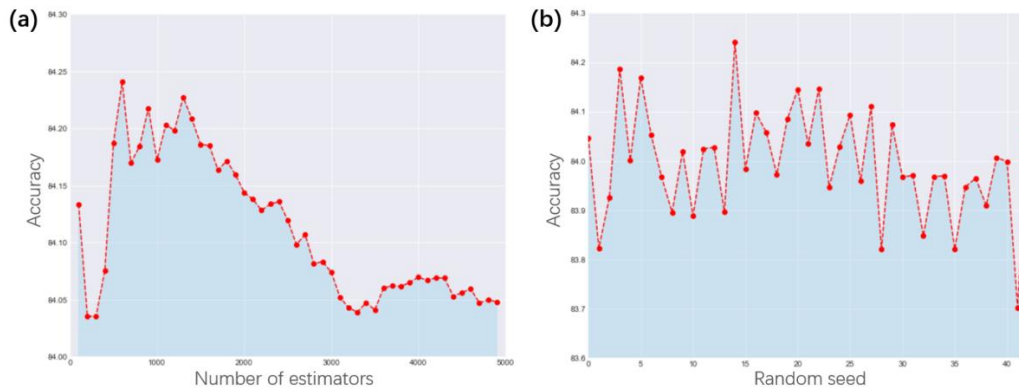 (a)
84.30
84.25
84.20
84.15
84.10
84.05
84.00
Accuracy
0 1000 2000 3000 4000 5000
Number of estimators
(b)
84.3
84.2
84.1
84.0
83.9
83.8
83.7
83.6
Accuracy
0 5 10 15 20 25 30 35 40
Random seed